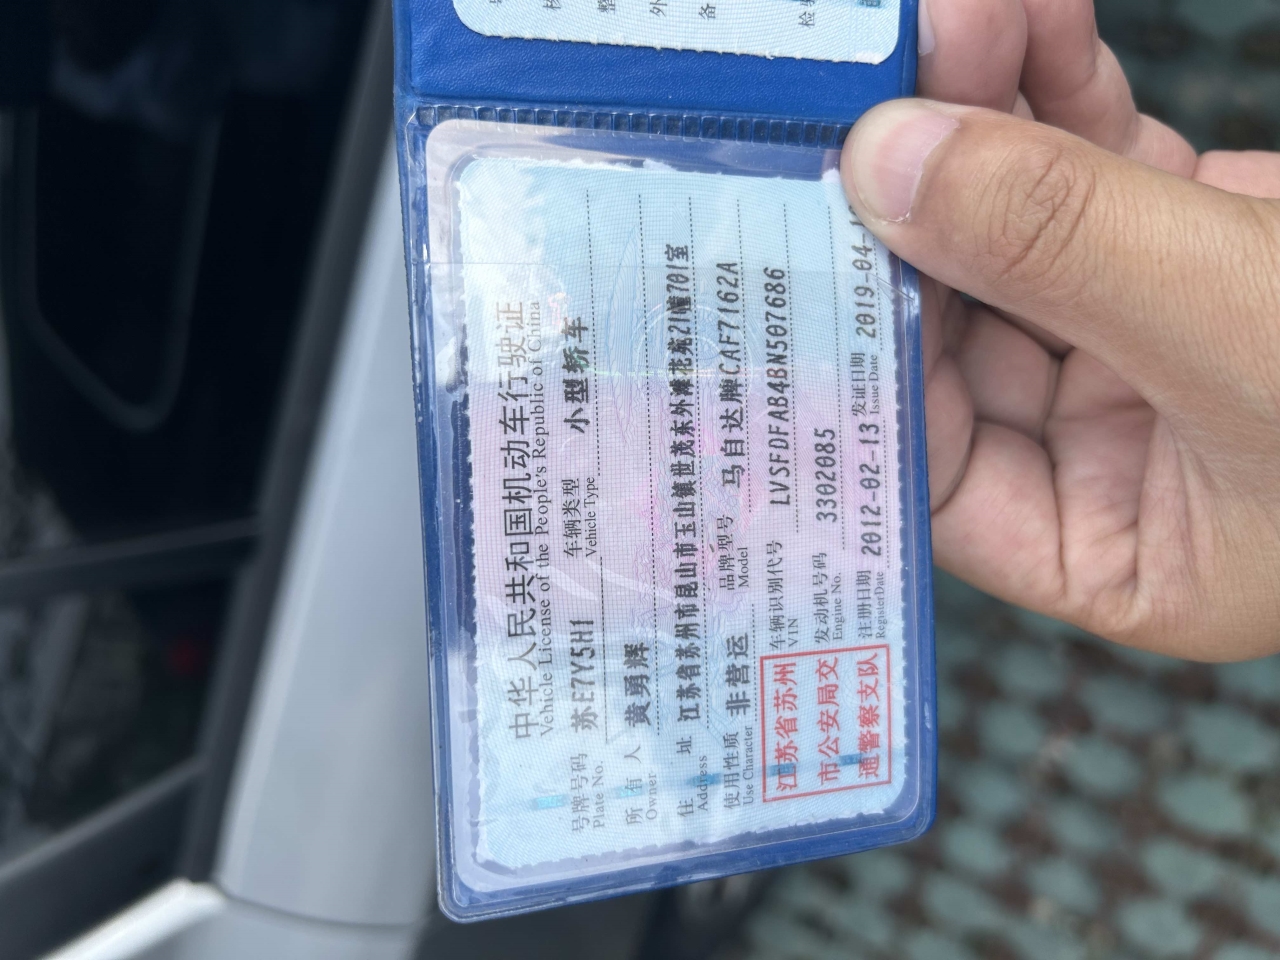 中华人民共和国机动车行驶证
Vehicle License of the People's Republic of China
号牌号码 苏E7Y5H1 车辆类型 小型轿车
Plate No. Vehicle Type
所有人 黄勇辉
Owner
住址 江苏省苏州市昆山市玉山镇世茂东外滩花苑21幢701室
Address
使用性质 非营运 品牌型号 马自达牌CAF7162A
Use Character Model
江苏省苏州
市公安局交
通警察支队
车辆识别代号 LVSFDFAB4BN507686
VIN
发动机号码 3302085
Engine No.
注册日期 2012-02-13 发证日期 2019-04-1
Register Date Issue Date